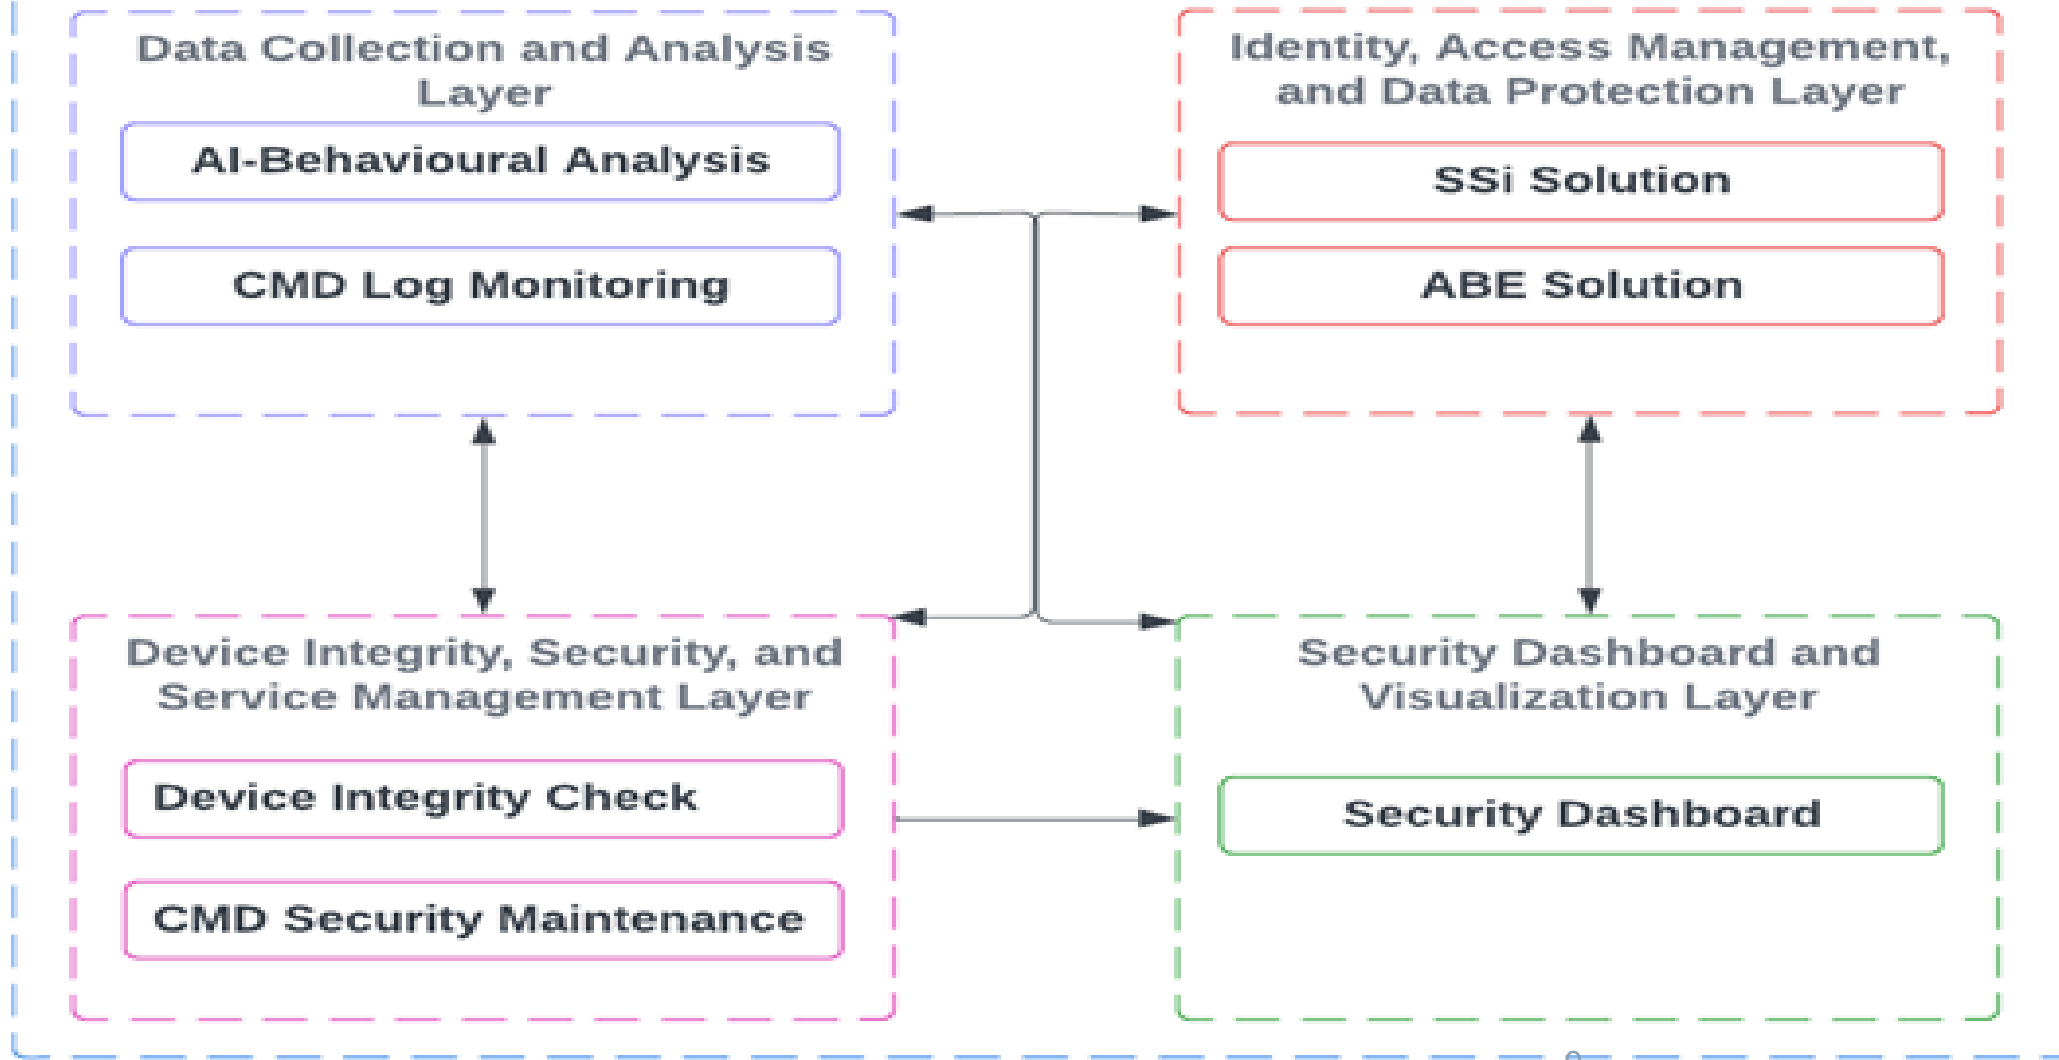 Data Collection and Analysis
Layer
AI-Behavioural Analysis
CMD Log Monitoring
Identity, Access Management,
and Data Protection Layer
SSi Solution
ABE Solution
Device Integrity, Security, and
Service Management Layer
Device Integrity Check
CMD Security Maintenance
Security Dashboard and
Visualization Layer
Security Dashboard